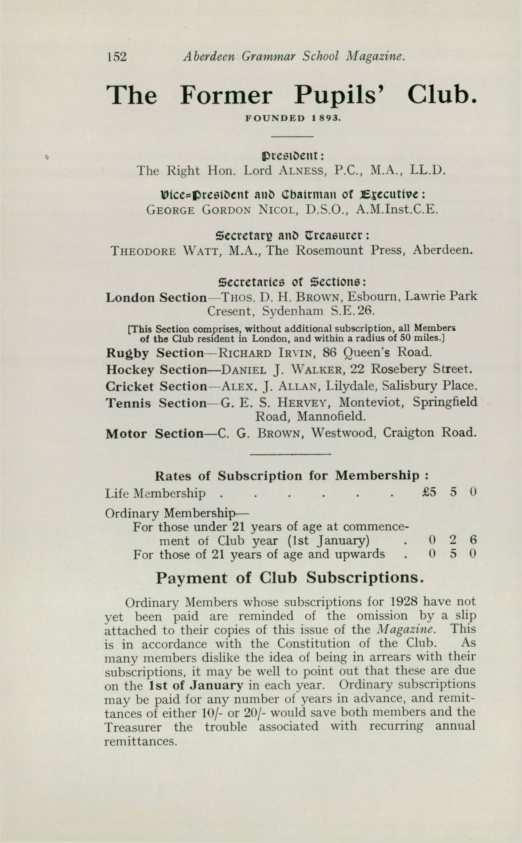 152 Aberdeen Grammar School Magazine.
The Former Pupils' Club.
FOUNDED 1893.
President:
The Right Hon. Lord ALNESS, P.C., M.A., LL.D.
Vice=President and Chairman of Executive:
GEORGE GORDON NICOL, D.S.O., A.M.Inst.C.E.
Secretary and Treasurer:
THEODORE WATT, M.A., The Rosemount Press, Aberdeen.
Secretaries of Sections:
London Section—THOS. D. H. BROWN, Esbourn, Lawrie Park
Cresent, Sydenham S.E. 26.
[This Section comprises, without additional subscription, all Members
of the Club resident in London, and within a radius of 50 miles.]
Rugby Section—RICHARD IRVIN, 86 Queen's Road.
Hockey Section—DANIEL J. WALKER, 22 Rosebery Street.
Cricket Section—ALEX. J. ALLAN, Lilydale, Salisbury Place.
Tennis Section—G. E. S. HERVEY, Monteviot, Springfield
Road, Mannofield.
Motor Section—C. G. BROWN, Westwood, Craigton Road.
Rates of Subscription for Membership :
Life Membership . . . . . . £5 5 0
Ordinary Membership—
For those under 21 years of age at commence-
ment of Club year (1st January) . 0 2 6
For those of 21 years of age and upwards . 0 5 0
Payment of Club Subscriptions.
Ordinary Members whose subscriptions for 1928 have not
yet been paid are reminded of the omission by a slip
attached to their copies of this issue of the Magazine. This
is in accordance with the Constitution of the Club. As
many members dislike the idea of being in arrears with their
subscriptions, it may be well to point out that these are due
on the 1st of January in each year. Ordinary subscriptions
may be paid for any number of years in advance, and remit-
tances of either 10/- or 20/- would save both members and the
Treasurer the trouble associated with recurring annual
remittances.